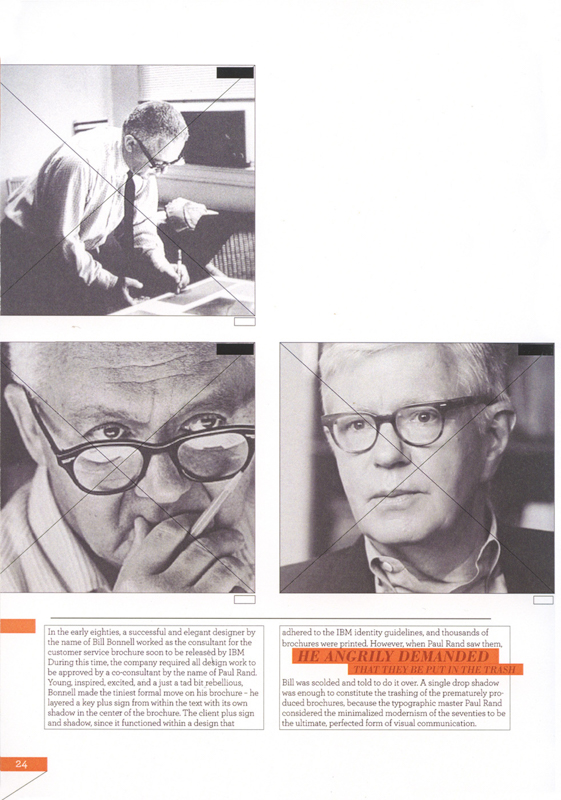 In the early eighties, a successful and elegant designer by
the name of Bill Bonnell worked as the consultant for the
customer service brochure soon to be released by IBM
During this time, the company required all design work to
be approved by a co-consultant by the name of Paul Rand.
Young, inspired, excited, and a just a tad bit rebellious,
Bonnell made the tiniest formal move on his brochure – he
layered a key plus sign from within the text with its own
shadow in the center of the brochure. The client plus sign
and shadow, since it functioned within a design that
adhered to the IBM identity guidelines, and thousands of
brochures were printed. However, when Paul Rand saw them,
HE ANGRILY DEMANDED
THAT THEY BE PUT IN THE TRASH
Bill was scolded and told to do it over. A single drop shadow
was enough to constitute the trashing of the prematurely pro-
duced brochures, because the typographic master Paul Rand
considered the minimalized modernism of the seventies to be
the ultimate, perfected form of visual communication.
24